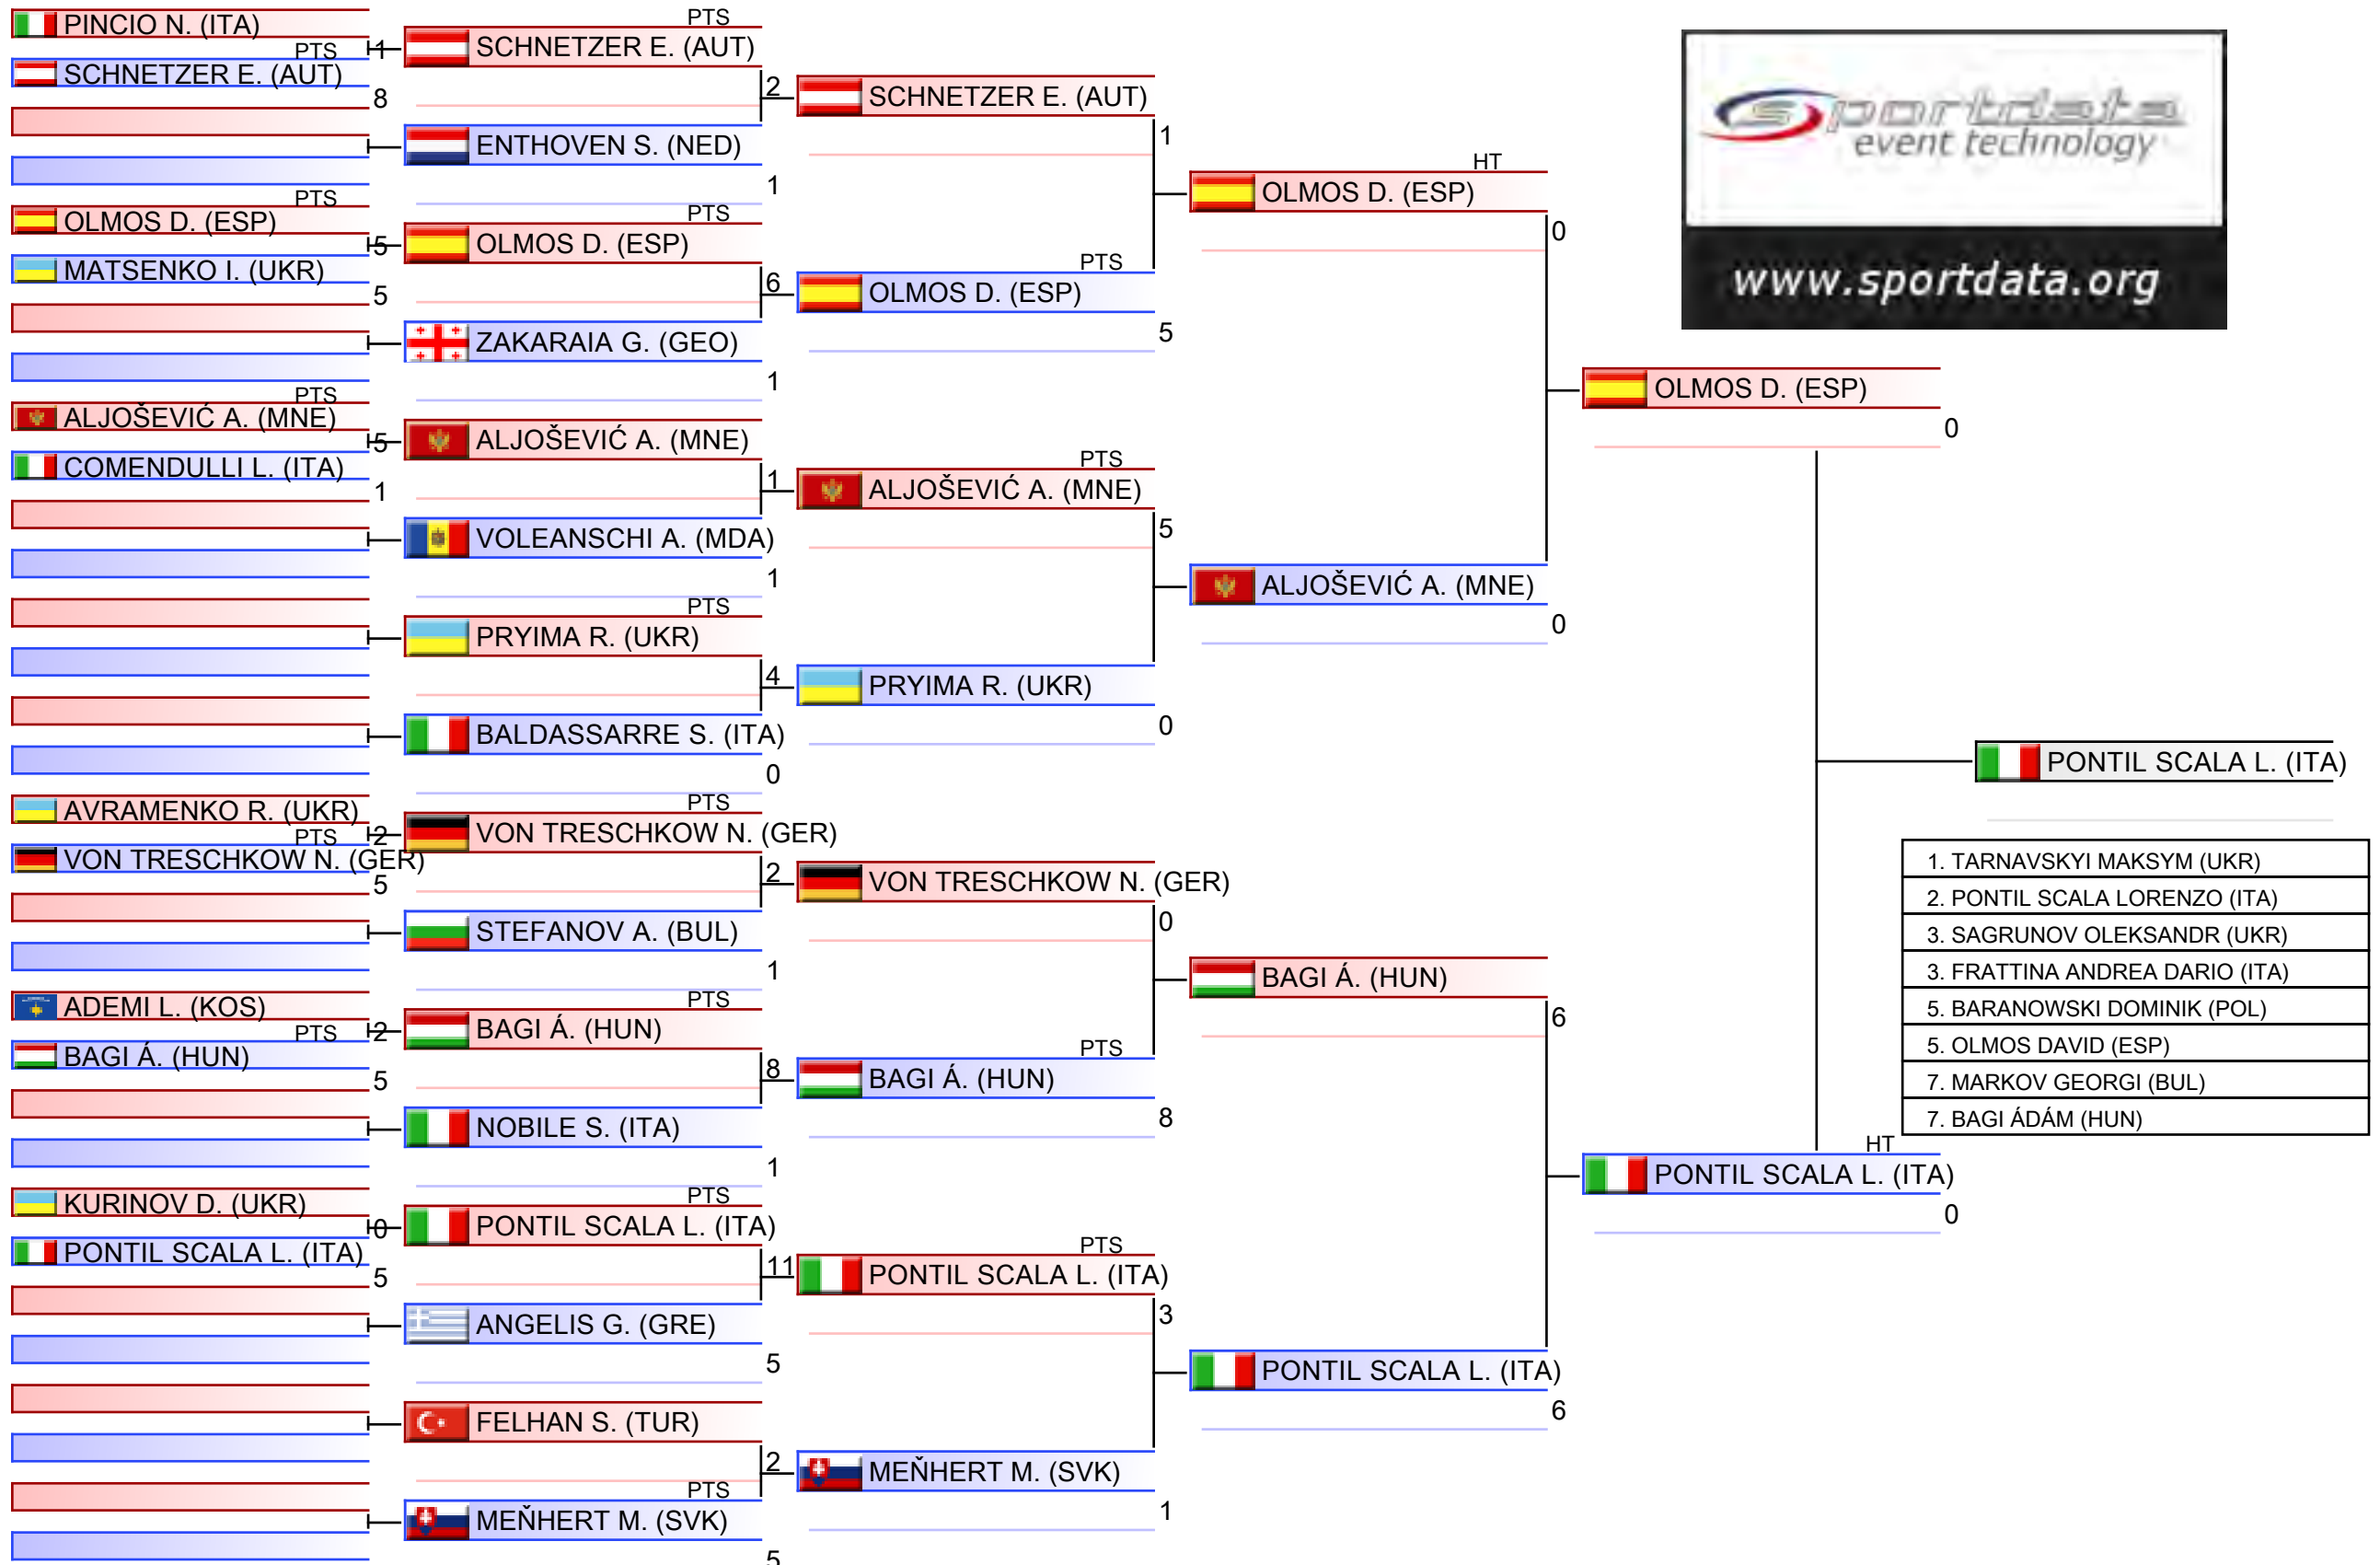 PINCIO N. (ITA)
PTS
1
SCHNETZER E. (AUT)
8
PTS
OLMOS D. (ESP)
5
MATSENKO I. (UKR)
5
PTS
ALJOŠEVIĆ A. (MNE)
5
COMENDULLI L. (ITA)
1
AVRAMENKO R. (UKR)
PTS
2
VON TRESCHKOW N. (GER)
5
ADEMI L. (KOS)
PTS
2
BAGI Á. (HUN)
5
KURINOV D. (UKR)
0
PONTIL SCALA L. (ITA)
5
PTS
SCHNETZER E. (AUT)
2
ENTHOVEN S. (NED)
1
PTS
OLMOS D. (ESP)
6
ZAKARAIA G. (GEO)
1
ALJOŠEVIĆ A. (MNE)
1
VOLEANSCHI A. (MDA)
1
PTS
PRYIMA R. (UKR)
4
BALDASSARRE S. (ITA)
0
PTS
VON TRESCHKOW N. (GER)
2
STEFANOV A. (BUL)
1
PTS
BAGI Á. (HUN)
8
NOBILE S. (ITA)
1
PTS
PONTIL SCALA L. (ITA)
11
ANGELIS G. (GRE)
5
FELHAN S. (TUR)
2
PTS
MEŇHERT M. (SVK)
5
SCHNETZER E. (AUT)
1
PTS
OLMOS D. (ESP)
5
PTS
ALJOŠEVIĆ A. (MNE)
5
PRYIMA R. (UKR)
0
VON TRESCHKOW N. (GER)
0
PTS
BAGI Á. (HUN)
8
PTS
PONTIL SCALA L. (ITA)
3
MEŇHERT M. (SVK)
1
HT
OLMOS D. (ESP)
0
ALJOŠEVIĆ A. (MNE)
0
BAGI Á. (HUN)
6
PONTIL SCALA L. (ITA)
6
OLMOS D. (ESP)
0
HT
PONTIL SCALA L. (ITA)
0
PONTIL SCALA L. (ITA)
sportdata
event technology
www.sportdata.org
1. TARNAVSKYI MAKSYM (UKR)
2. PONTIL SCALA LORENZO (ITA)
3. SAGRUNOV OLEKSANDR (UKR)
3. FRATTINA ANDREA DARIO (ITA)
5. BARANOWSKI DOMINIK (POL)
5. OLMOS DAVID (ESP)
7. MARKOV GEORGI (BUL)
7. BAGI ÁDÁM (HUN)